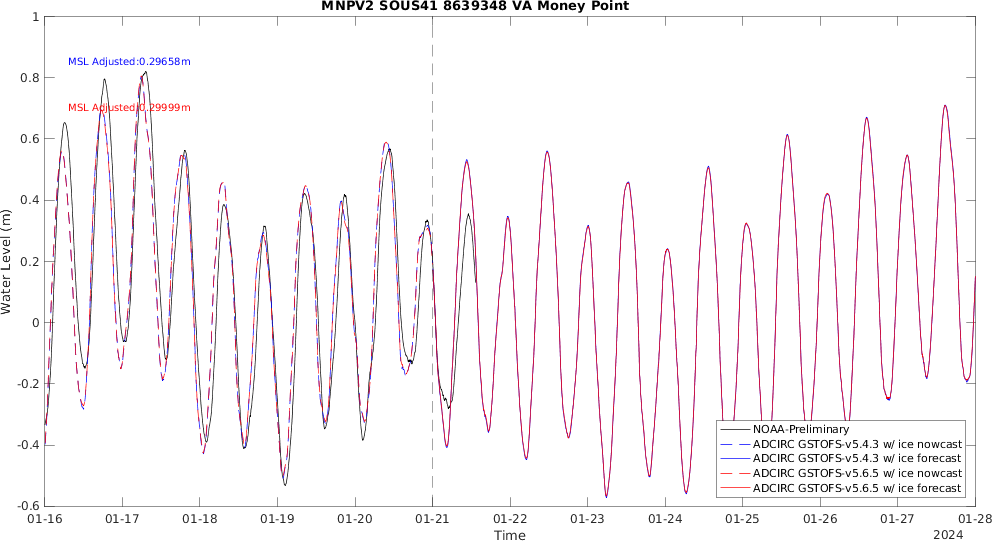 MNPV2 SOUS41 8639348 VA Money Point
1
0.8
0.6
0.4
0.2
0
-0.2
-0.4
-0.6
Water Level (m)
MSL Adjusted:0.29658m
MSL Adjusted:0.29999m
NOAA-Preliminary
ADCIRC GSTOFS-v5.4.3 w/ ice nowcast
ADCIRC GSTOFS-v5.4.3 w/ ice forecast
ADCIRC GSTOFS-v5.6.5 w/ ice nowcast
ADCIRC GSTOFS-v5.6.5 w/ ice forecast
01-16 01-17 01-18 01-19 01-20 01-21 01-22 01-23 01-24 01-25 01-26 01-27 01-28
Time
2024